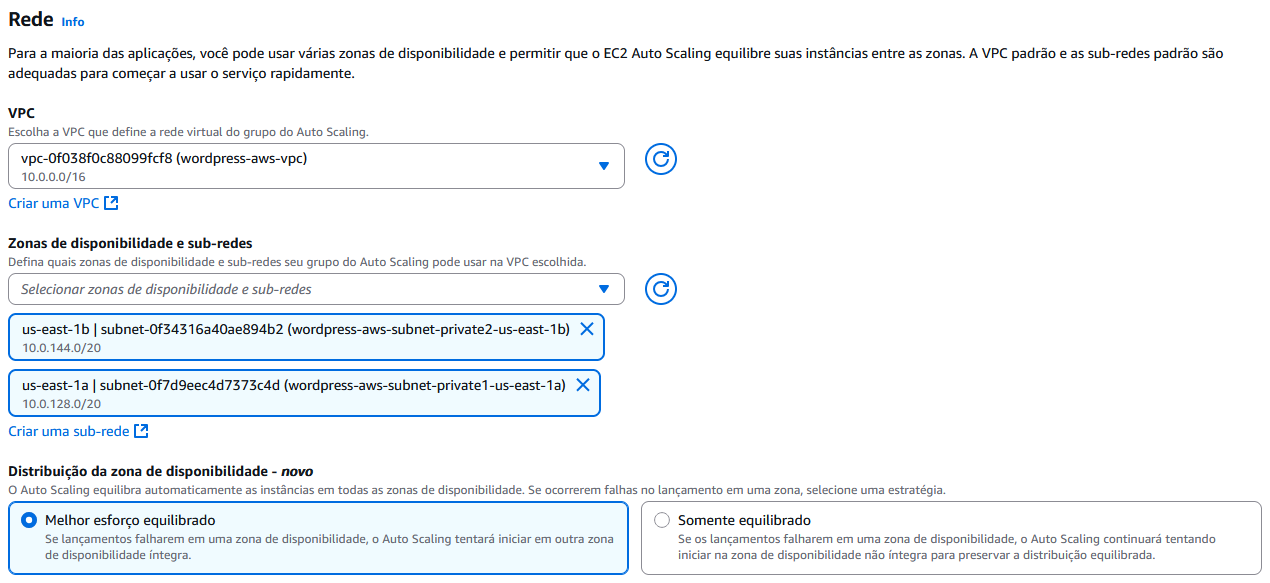 Rede Info
Para a maioria das aplicações, você pode usar várias zonas de disponibilidade e permitir que o EC2 Auto Scaling equilibre suas instâncias entre as zonas. A VPC padrão e as sub-redes padrão são
adequadas para começar a usar o serviço rapidamente.
VPC
Escolha a VPC que define a rede virtual do grupo do Auto Scaling.
vpc-0f038f0c88099fcf8 (wordpress-aws-vpc)
10.0.0.0/16
Criar uma VPC
Zonas de disponibilidade e sub-redes
Defina quais zonas de disponibilidade e sub-redes seu grupo do Auto Scaling pode usar na VPC escolhida.
Selecionar zonas de disponibilidade e sub-redes
us-east-1b | subnet-0f34316a40ae894b2 (wordpress-aws-subnet-private2-us-east-1b)
10.0.144.0/20
us-east-1a | subnet-0f7d9eec4d7373c4d (wordpress-aws-subnet-private1-us-east-1a)
10.0.128.0/20
Criar uma sub-rede
Distribuição da zona de disponibilidade - novo
O Auto Scaling equilibra automaticamente as instâncias em todas as zonas de disponibilidade. Se ocorrerem falhas no lançamento em uma zona, selecione uma estratégia.
Melhor esforço equilibrado
Se lançamentos falharem em uma zona de disponibilidade, o Auto Scaling tentará iniciar em outra zona
de disponibilidade íntegra.
Somente equilibrado
Se os lançamentos falharem em uma zona de disponibilidade, o Auto Scaling continuará tentando
iniciar na zona de disponibilidade não íntegra para preservar a distribuição equilibrada.